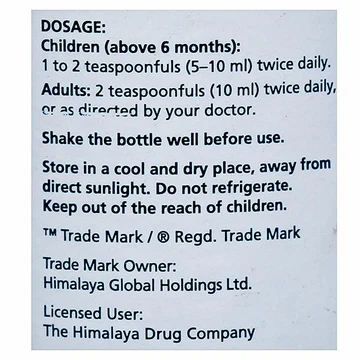 DOSAGE:
Children (above 6 months):
1 to 2 teaspoonfuls (5–10 ml) twice daily.
Adults: 2 teaspoonfuls (10 ml) twice daily,
or as directed by your doctor.
Shake the bottle well before use.
Store in a cool and dry place, away from
direct sunlight. Do not refrigerate.
Keep out of the reach of children.
™ Trade Mark / ® Regd. Trade Mark
Trade Mark Owner:
Himalaya Global Holdings Ltd.
Licensed User:
The Himalaya Drug Company